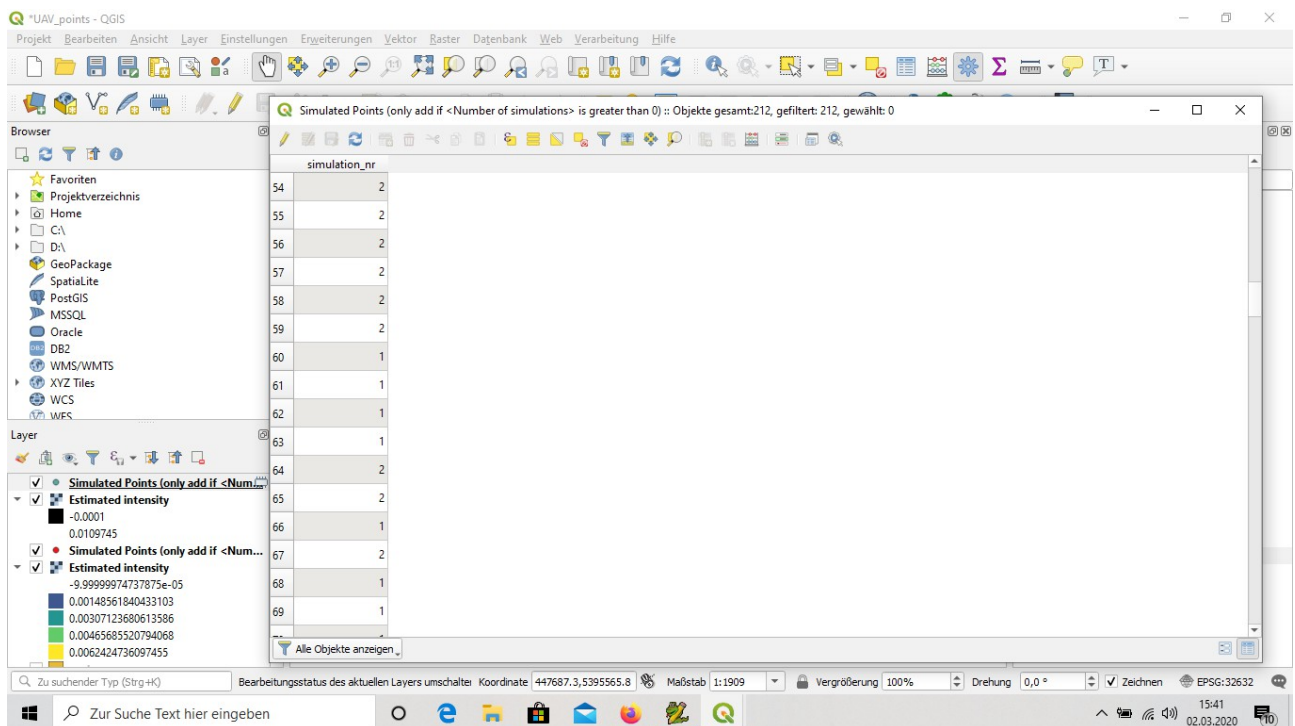 *UAV_points - QGIS
Projekt Bearbeiten Ansicht Layer Einstellungen Erweiterungen Vektor Raster Datenbank Web Verarbeitung Hilfe
Simulated Points (only add if <Number of simulations> is greater than 0) :: Objekte gesamt:212, gefiltert: 212, gewählt: 0
Browser
Favoriten
Projektverzeichnis
Home
C:\
D:\
GeoPackage
SpatiaLite
PostGIS
MSSQL
Oracle
DB2
WMS/WMTS
XYZ Tiles
WCS
WFS
simulation_nr
54 2
55 2
56 2
57 2
58 2
59 2
60 1
61 1
62 1
63 1
64 2
65 2
66 1
67 2
68 1
69 1
Layer
Simulated Points (only add if <Num...
Estimated intensity
-0.0001
0.0109745
Simulated Points (only add if <Num...
Estimated intensity
-9.99999974737875e-05
0.00148561840433103
0.00307123680613586
0.00465685520794068
0.0062424736097455
Alle Objekte anzeigen
Zu suchender Typ (Strg+K) Bearbeitungsstatus des aktuellen Layers umschalte Koordinate 447687.3,5395565.8 Maßstab 1:1909 Vergrößerung 100% Drehung 0,0 ° Zeichnen EPSG:32632
Zur Suche Text hier eingeben
15:41
02.03.2020